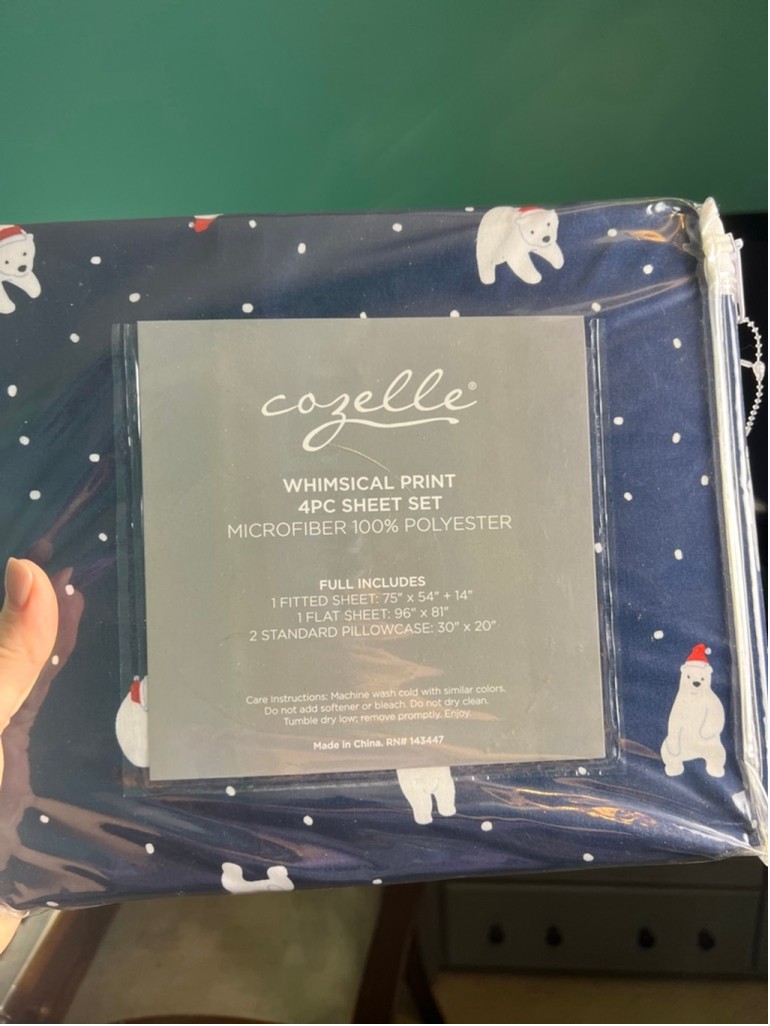 cozelle®
WHIMSICAL PRINT
4PC SHEET SET
MICROFIBER 100% POLYESTER
FULL INCLUDES
1 FITTED SHEET: 75" x 54" + 14"
1 FLAT SHEET: 96" x 81"
2 STANDARD PILLOWCASE: 30" x 20"
Care Instructions: Machine wash cold with similar colors.
Do not add softener or bleach. Do not dry clean.
Tumble dry low; remove promptly. Enjoy.
Made in China. RN# 143447